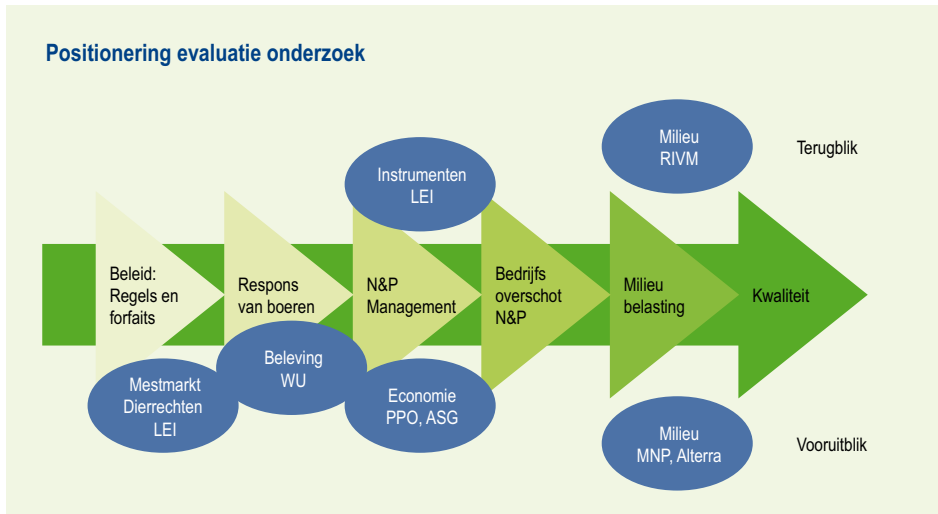 Positionering evaluatie onderzoek
Milieu
RIVM
Terugblik
Instrumenten
LEI
Beleid:
Regels en
forfaits
Respons
van boeren
N&P
Management
Bedrijfs
overschot
N&P
Milieu
belasting
Kwaliteit
Mestmarkt
Dierrechten
LEI
Beleving
WU
Economie
PPO, ASG
Milieu
MNP, Alterra
Vooruitblik